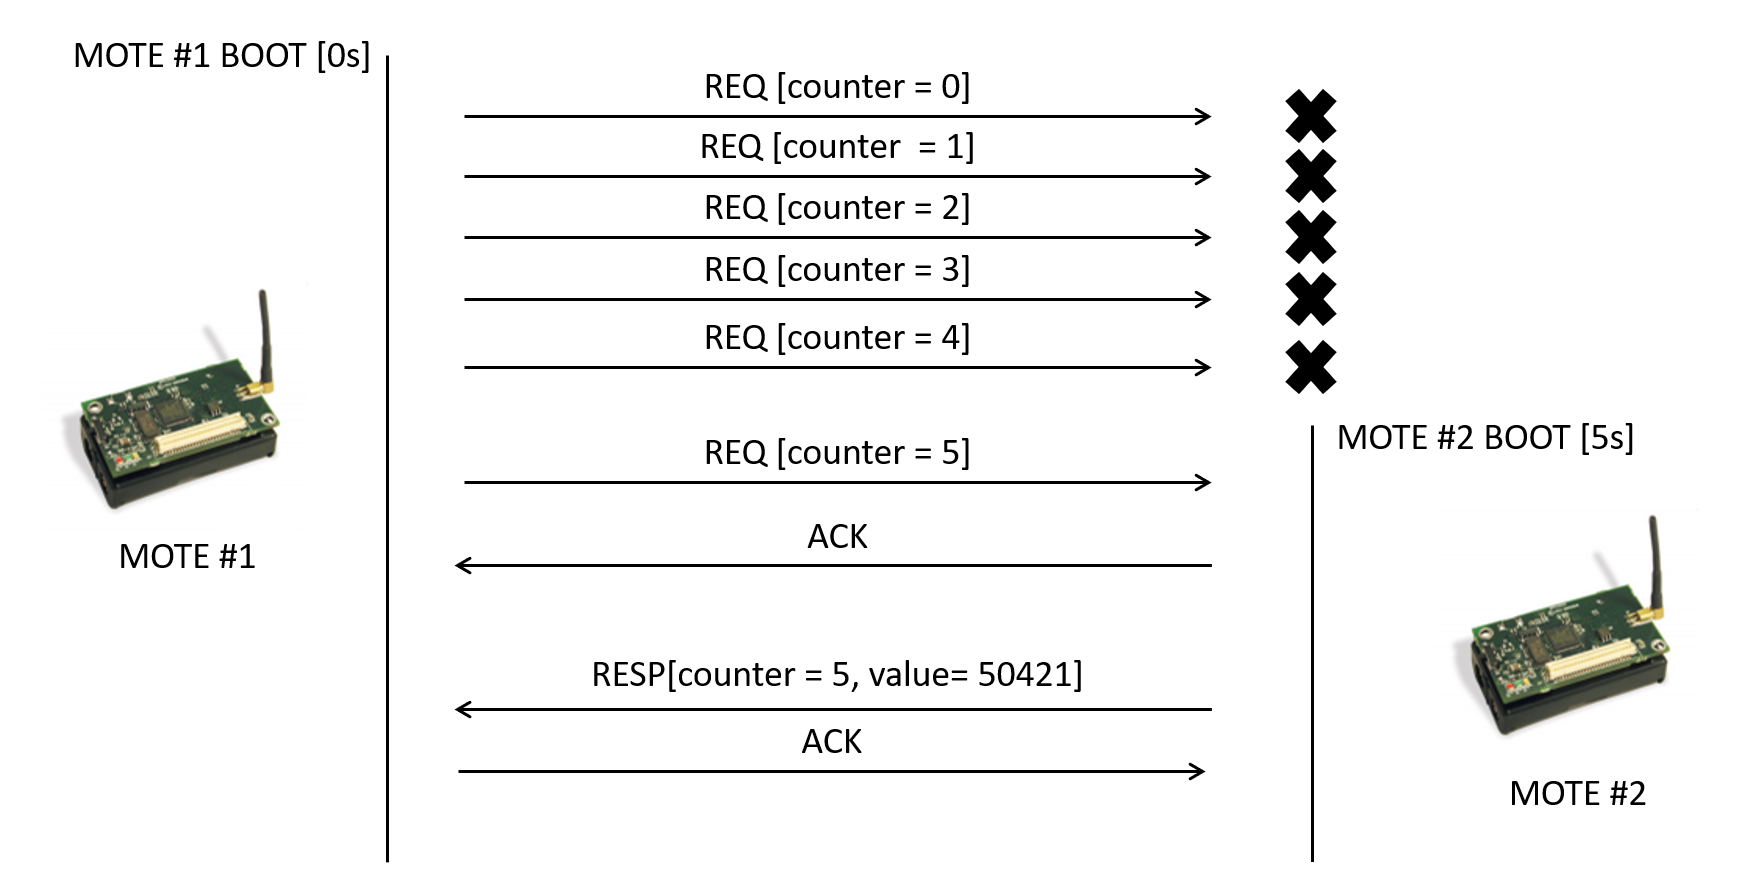 MOTE #1 BOOT [0s]
REQ [counter = 0]
REQ [counter  = 1]
REQ [counter = 2]
REQ [counter = 3]
REQ [counter = 4]
MOTE #2 BOOT [5s]
REQ [counter = 5]
ACK
MOTE #1
RESP[counter = 5, value= 50421]
ACK
MOTE #2